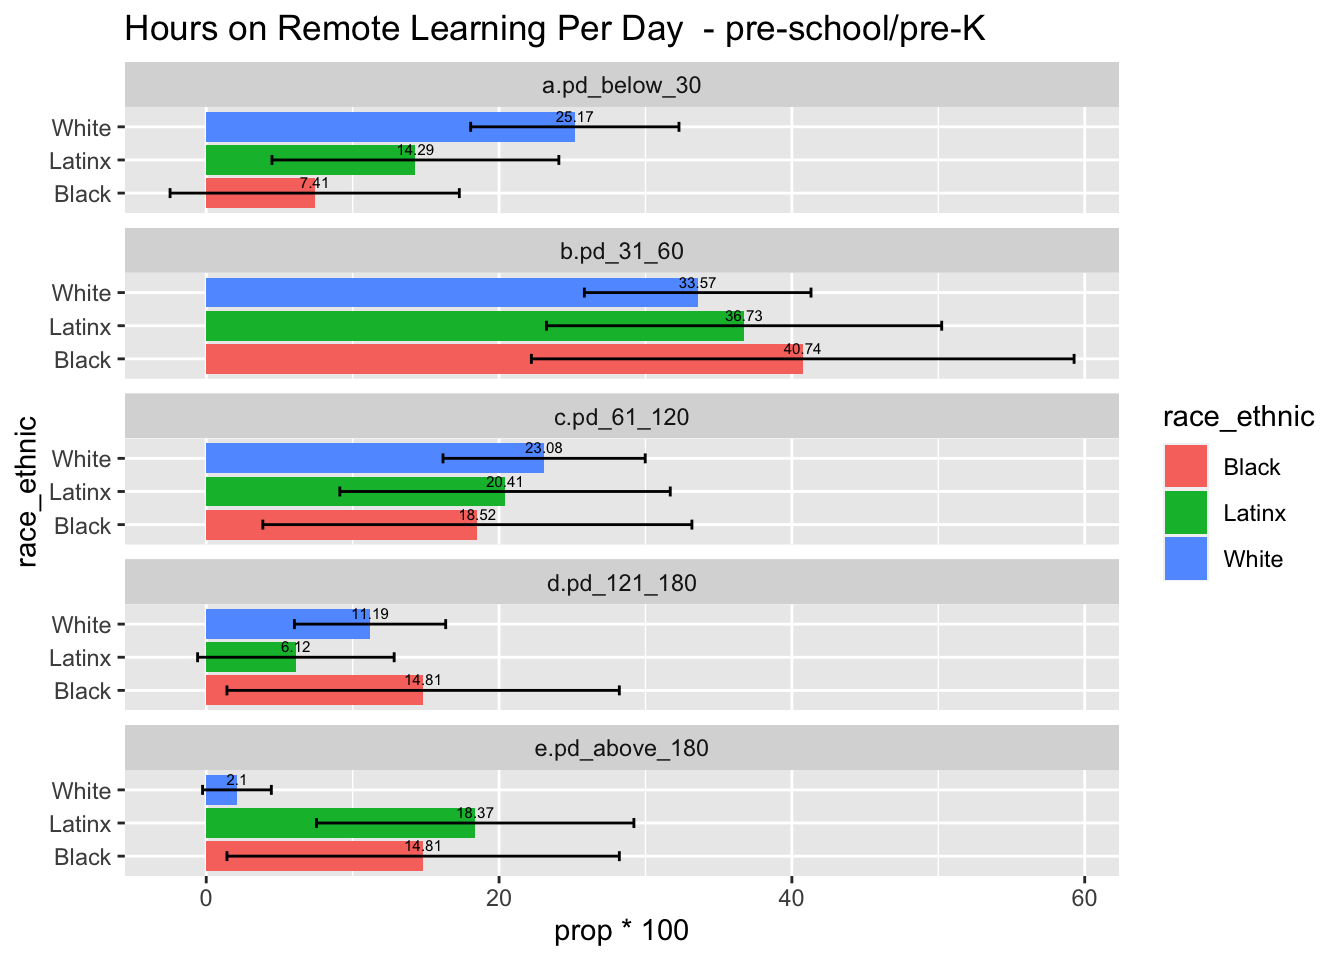 Hours on Remote Learning Per Day  - pre-school/pre-K
a.pd_below_30
White
25.17
Latinx
14.29
Black
7.41
b.pd_31_60
White
33.57
Latinx
36.73
Black
40.74
c.pd_61_120
White
23.08
Latinx
20.41
Black
18.52
d.pd_121_180
White
11.19
Latinx
6.12
Black
14.81
e.pd_above_180
White
2.1
Latinx
18.37
Black
14.81
0 20 40 60
prop * 100
race_ethnic
race_ethnic
Black
Latinx
White